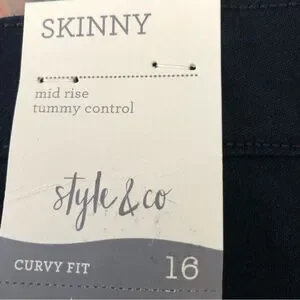 SKINNY
mid rise
tummy control
style & co
CURVY FIT 16